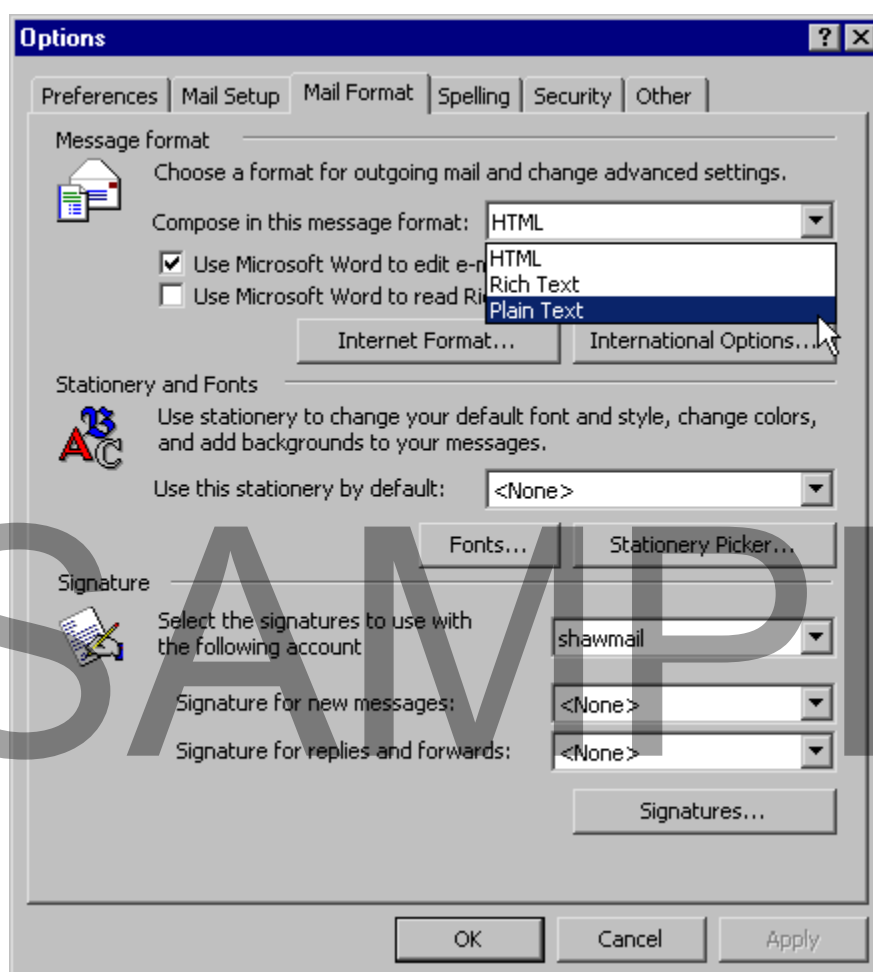 Options
Preferences Mail Setup Mail Format Spelling Security Other
Message format
Choose a format for outgoing mail and change advanced settings.
Compose in this message format: HTML
Use Microsoft Word to edit e-m
HTML
Use Microsoft Word to read Ri
Rich Text
Plain Text
Internet Format... International Options...
Stationery and Fonts
Use stationery to change your default font and style, change colors,
and add backgrounds to your messages.
Use this stationery by default: <None>
Fonts... Stationery Picker...
Signature
Select the signatures to use with
the following account
shawmail
Signature for new messages: <None>
Signature for replies and forwards: <None>
Signatures...
OK Cancel Apply
SAMPL